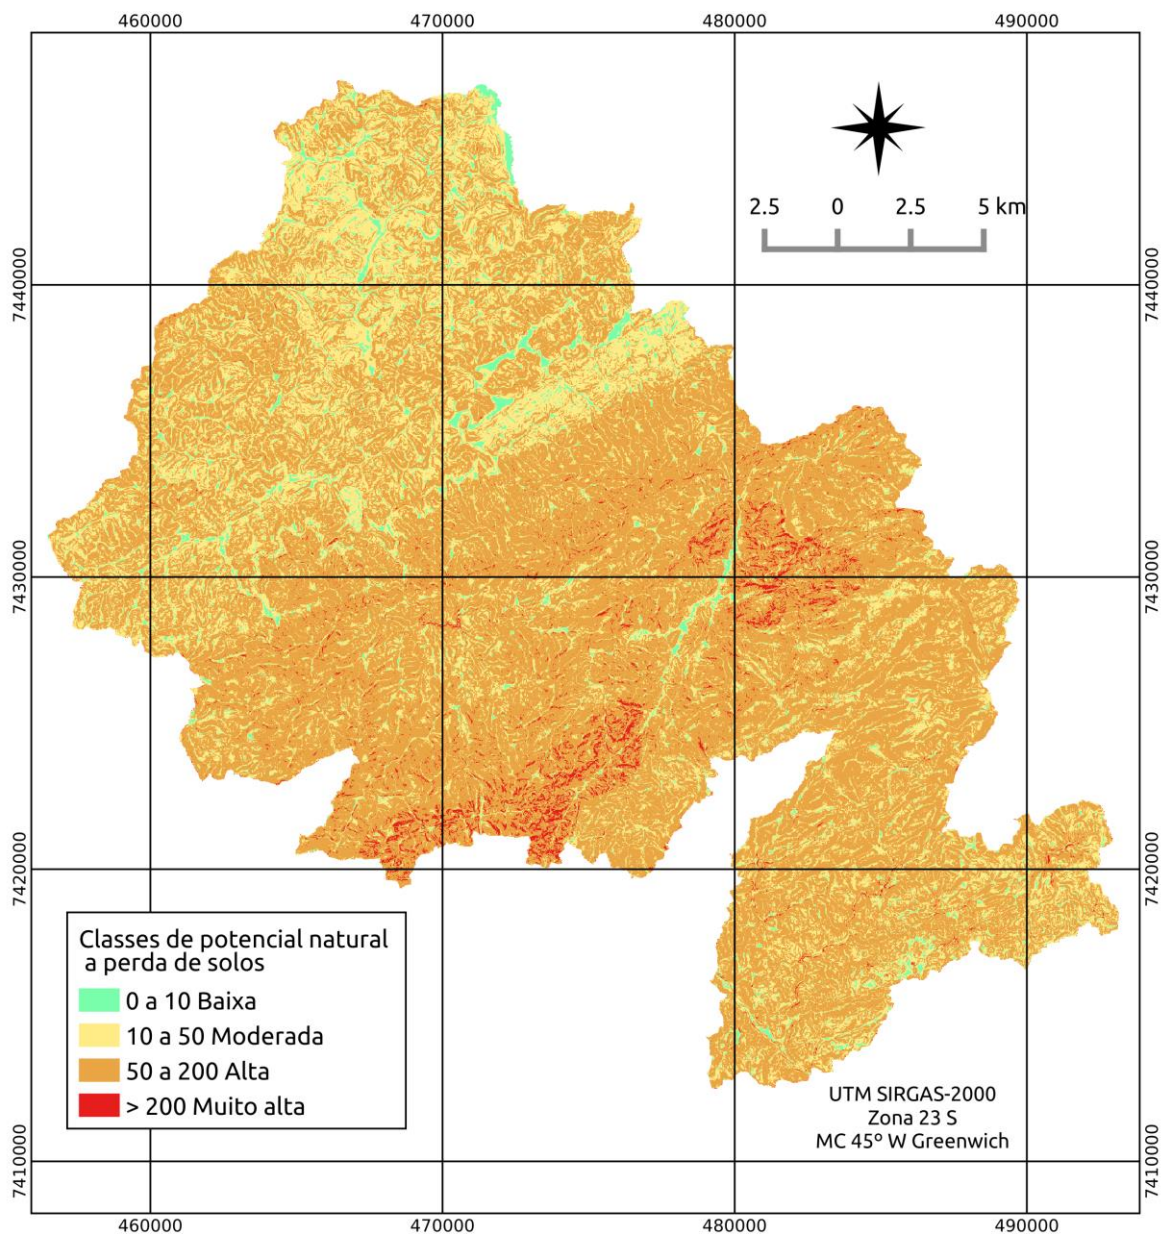 460000
470000
480000
490000
2.5 0 2.5 5 km
7440000
7440000
7430000
7430000
7420000
7420000
Classes de potencial natural
a perda de solos
0 a 10 Baixa
10 a 50 Moderada
50 a 200 Alta
> 200 Muito alta
UTM SIRGAS-2000
Zona 23 S
MC 45º W Greenwich
7410000
7410000
460000
470000
480000
490000